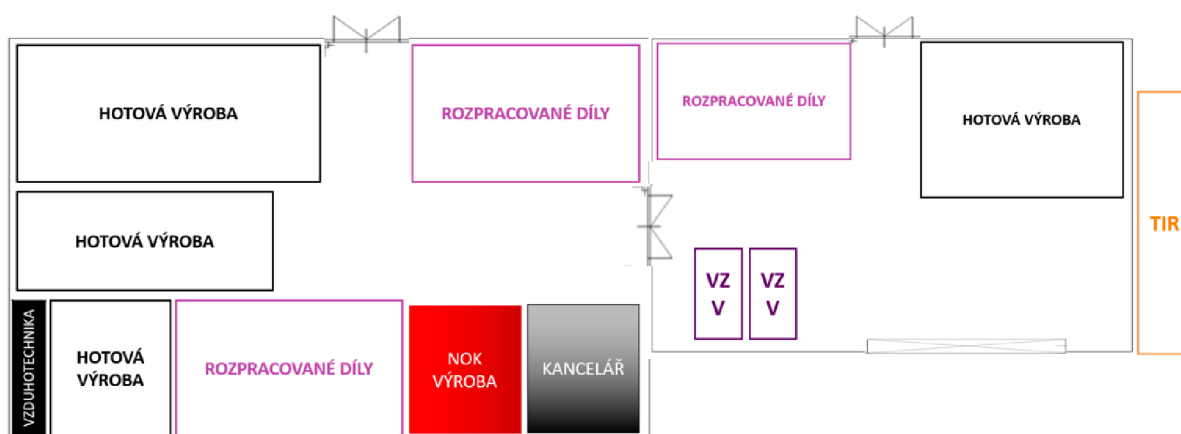 HOTOVÁ VÝROBA
ROZPRACOVANÉ DÍLY
ROZPRACOVANÉ DÍLY
HOTOVÁ VÝROBA
HOTOVÁ VÝROBA
TIR
VZ
V
VZ
V
VZDUHOTECHNIKA
HOTOVÁ
VÝROBA
ROZPRACOVANÉ DÍLY
NOK
VÝROBA
KANCELÁŘ